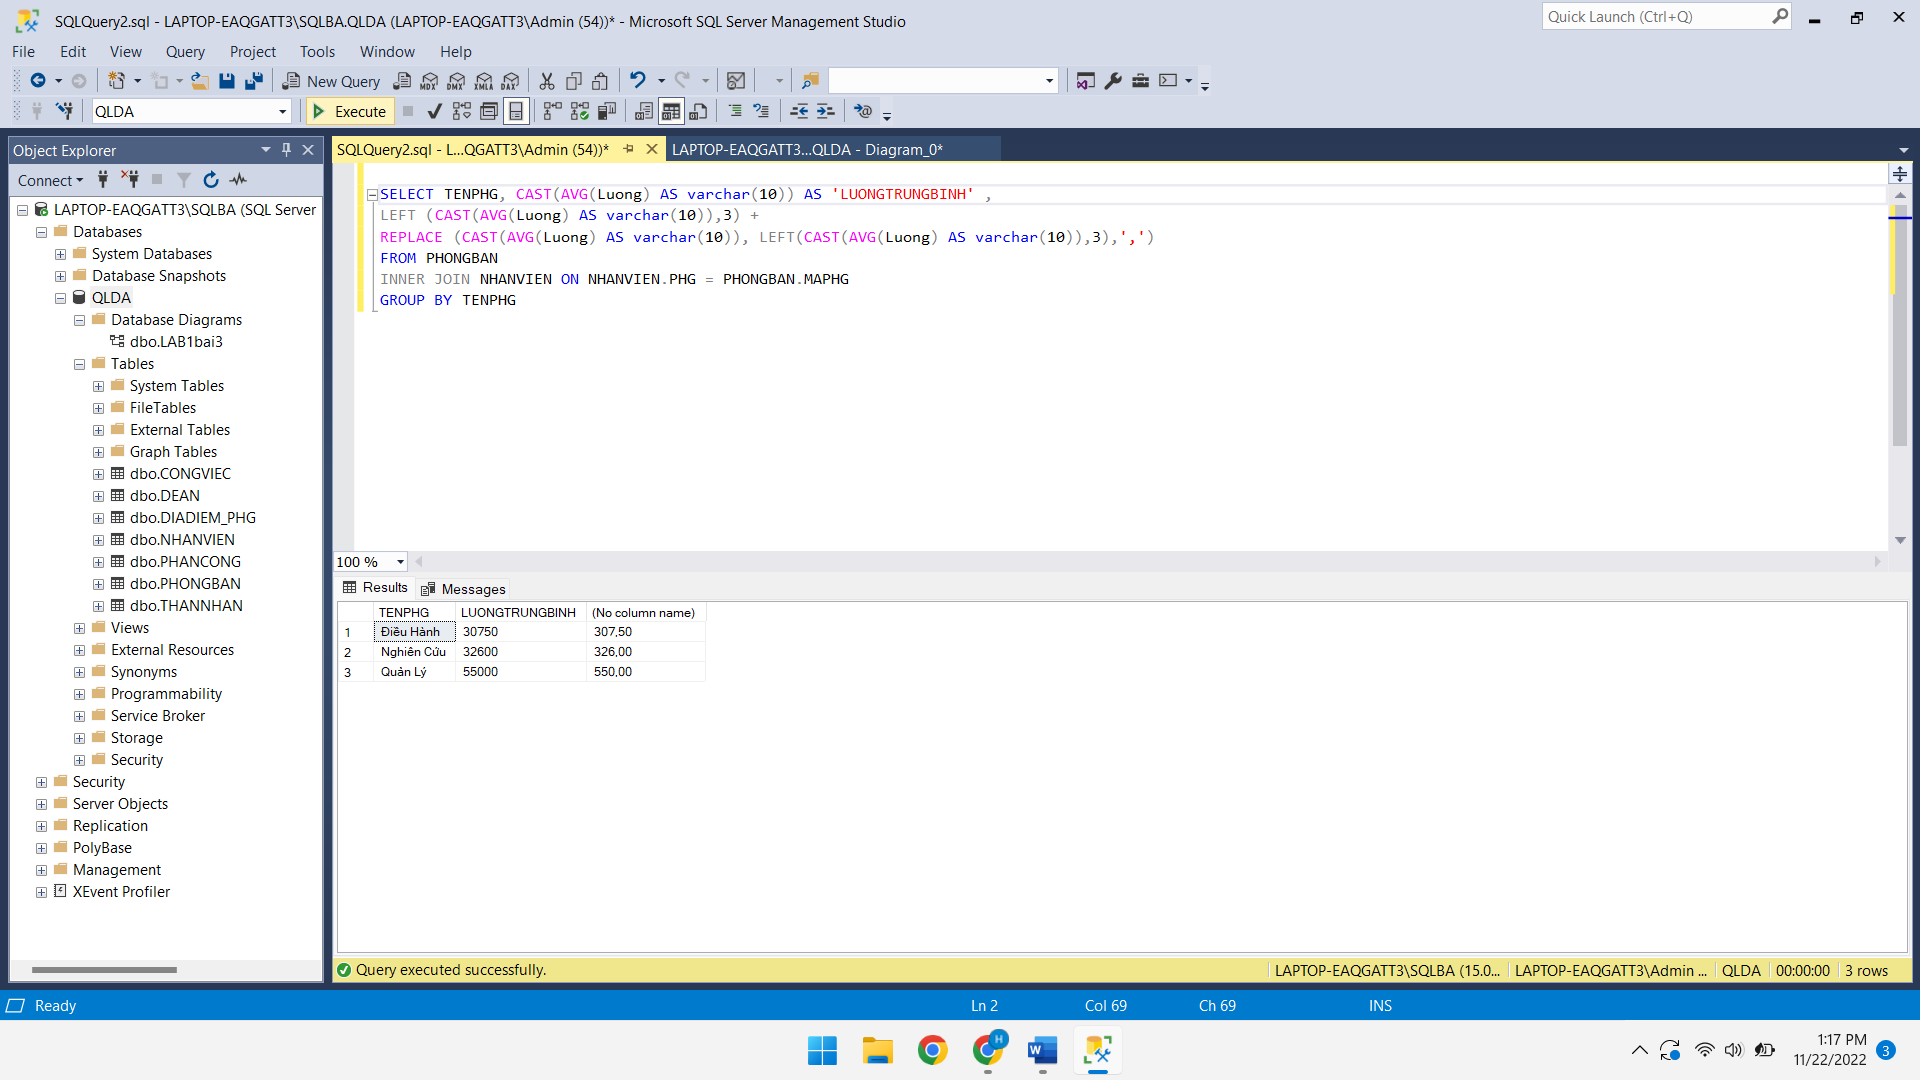 SQLQuery2.sql - LAPTOP-EAQGATT3\SQLBA.QLDA (LAPTOP-EAQGATT3\Admin (54))* - Microsoft SQL Server Management Studio
Quick Launch (Ctrl+Q)
File Edit View Query Project Tools Window Help
New Query
MDX DMX XMLA DAX
QLDA
Execute
Object Explorer
SQLQuery2.sql - L...QGATT3\Admin (54))*
LAPTOP-EAQGATT3...QLDA - Diagram_0*
Connect
LAPTOP-EAQGATT3\SQLBA (SQL Server
Databases
System Databases
Database Snapshots
QLDA
Database Diagrams
dbo.LAB1bai3
Tables
System Tables
FileTables
External Tables
Graph Tables
dbo.CONGVIEC
dbo.DEAN
dbo.DIADIEM_PHG
dbo.NHANVIEN
dbo.PHANCONG
dbo.PHONGBAN
dbo.THANNHAN
Views
External Resources
Synonyms
Programmability
Service Broker
Storage
Security
Security
Server Objects
Replication
PolyBase
Management
XEvent Profiler
SELECT TENPHG, CAST(AVG(Luong) AS varchar(10)) AS 'LUONGTRUNGBINH' ,
LEFT (CAST(AVG(Luong) AS varchar(10)),3) +
REPLACE (CAST(AVG(Luong) AS varchar(10)), LEFT(CAST(AVG(Luong) AS varchar(10)),3),',')
FROM PHONGBAN
INNER JOIN NHANVIEN ON NHANVIEN.PHG = PHONGBAN.MAPHG
GROUP BY TENPHG
100 %
Results Messages
TENPHG LUONGTRUNGBINH (No column name)
1 Điều Hành 30750 307,50
2 Nghiên Cứu 32600 326,00
3 Quản Lý 55000 550,00
Query executed successfully.
LAPTOP-EAQGATT3\SQLBA (15.0... LAPTOP-EAQGATT3\Admin ... QLDA 00:00:00 3 rows
Ready Ln 2 Col 69 Ch 69 INS
H
W
1:17 PM
11/22/2022
3